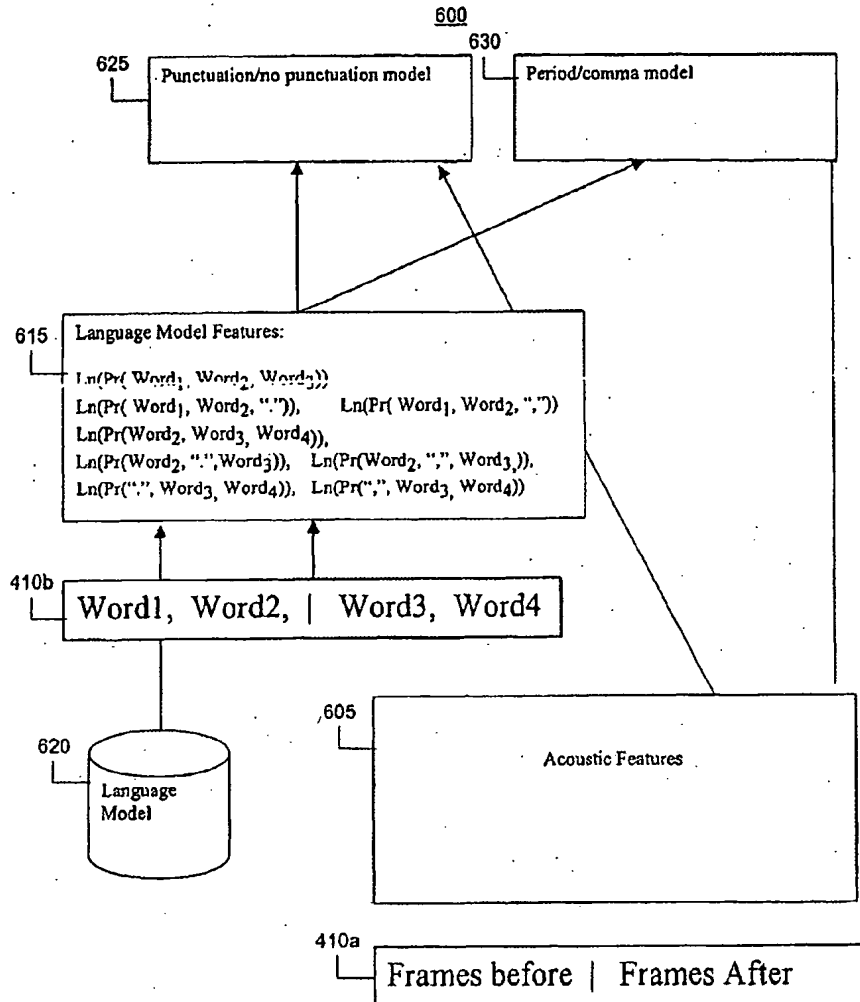 600
625
Punctuation/no punctuation model
630
Period/comma model
615
Language Model Features:
Ln(Pr( Word1, Word2, Word3))
Ln(Pr( Word1, Word2, “.”)), Ln(Pr( Word1, Word2, “,”))
Ln(Pr(Word2, Word3, Word4)),
Ln(Pr(Word2, “.”,Word3)), Ln(Pr(Word2, “,”, Word3,)),
Ln(Pr(“.”, Word3, Word4)), Ln(Pr(“,”, Word3, Word4))
410b
Word1, Word2, | Word3, Word4
620
Language
Model
605
Acoustic Features
410a
Frames before | Frames After